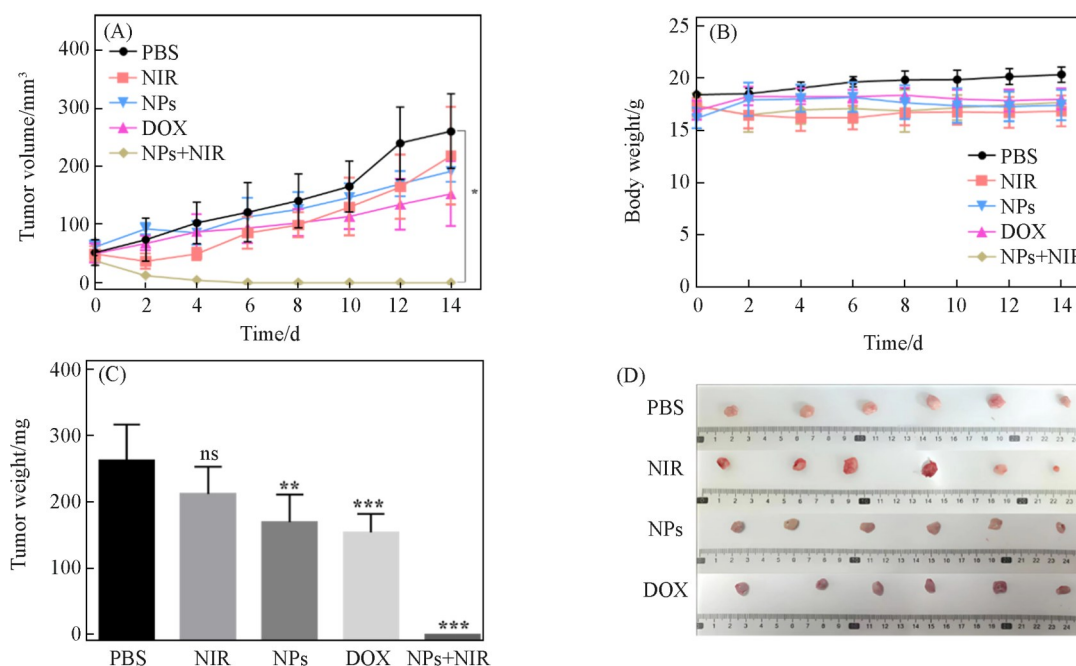 (A)
400
300
200
100
0
Tumor volume/mm³
PBS
NIR
NPs
DOX
NPs+NIR
*
0 2 4 6 8 10 12 14
Time/d
(B)
25
20
15
10
5
0
Body weight/g
PBS
NIR
NPs
DOX
NPs+NIR
0 2 4 6 8 10 12 14
Time/d
(C)
400
300
200
100
0
Tumor weight/mg
ns
**
***
***
PBS NIR NPs DOX NPs+NIR
(D)
PBS
NIR
NPs
DOX